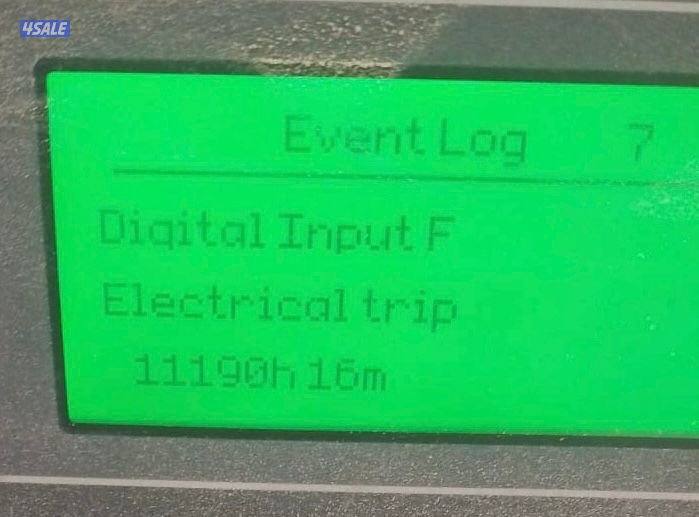 4SALE
Event Log 7
Digital Input F
Electrical trip
11190h 16m